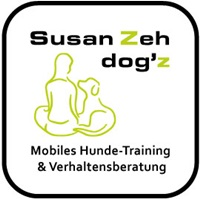 Susan Zeh
dog'z
Mobiles Hunde-Training
& Verhaltensberatung